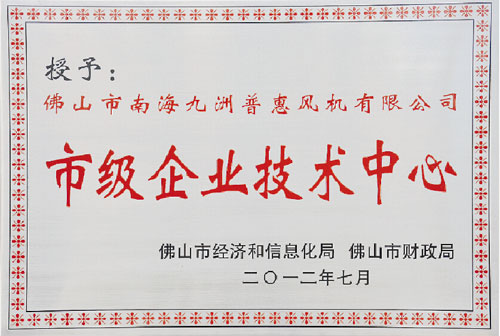 授予：
佛山市南海九洲普惠风机有限公司
市级企业技术中心
佛山市经济和信息化局 佛山市财政局
二〇一二年七月